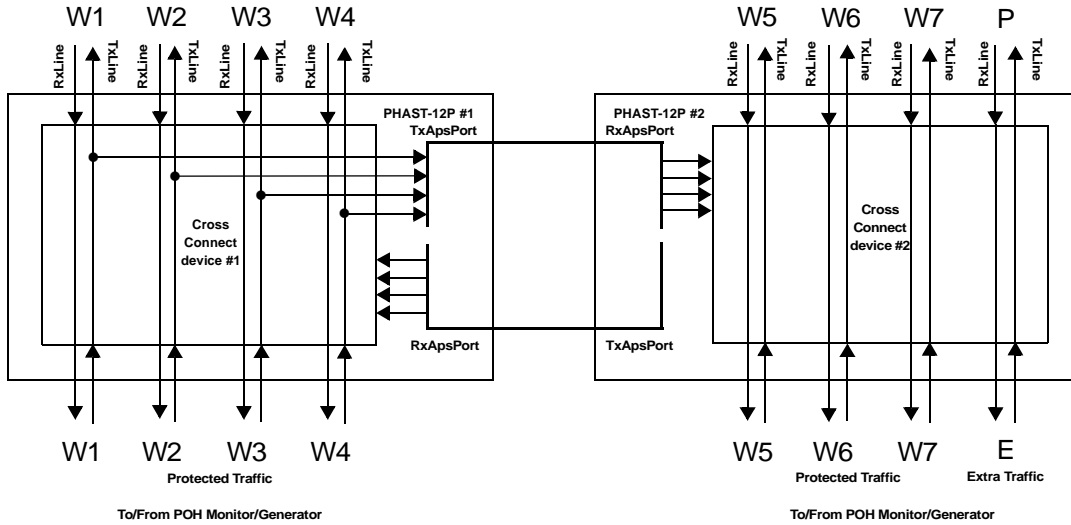 W1 W2 W3 W4 W5 W6 W7 P
RxLine TxLine RxLine TxLine RxLine TxLine RxLine TxLine RxLine TxLine RxLine TxLine RxLine TxLine RxLine TxLine
PHAST-12P #1
TxApsPort
PHAST-12P #2
RxApsPort
Cross
Connect
device #1
Cross
Connect
device #2
RxApsPort
TxApsPort
W1 W2 W3 W4 W5 W6 W7 E
Protected Traffic
Protected Traffic
Extra Traffic
To/From POH Monitor/Generator
To/From POH Monitor/Generator